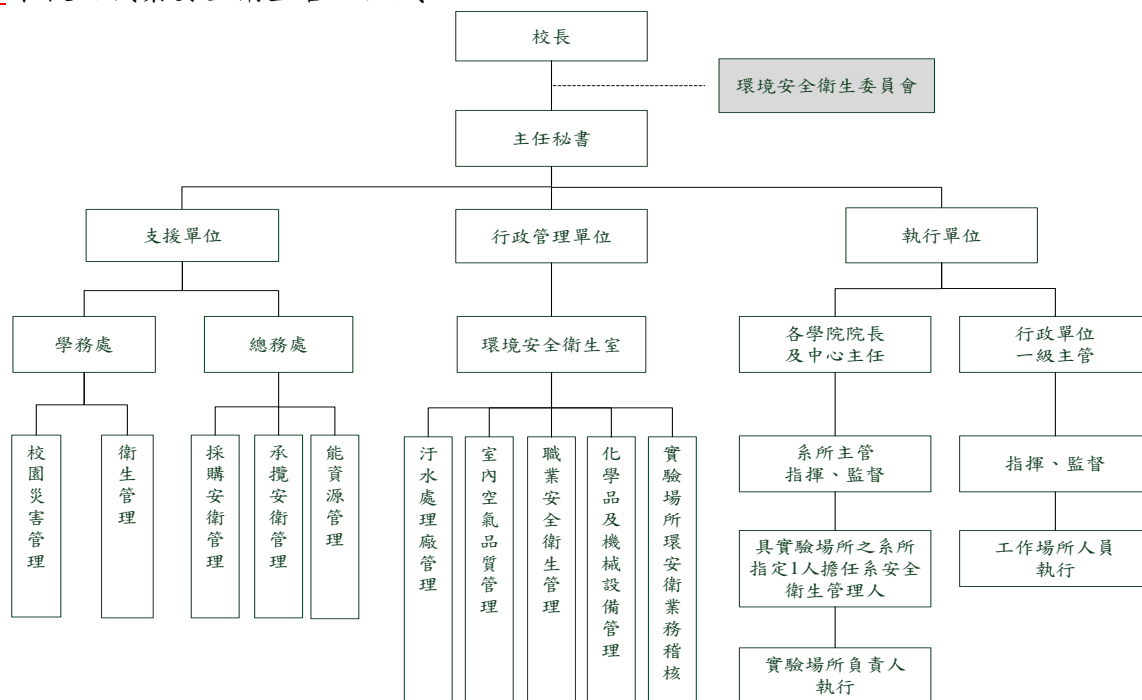 校長
環境安全衛生委員會
主任秘書
支援單位
行政管理單位
執行單位
學務處
總務處
環境安全衛生室
各學院院長
及中心主任
行政單位
一級主管
校園災害管理
衛生管理
採購安衛管理
承攬安衛管理
能資源管理
汙水處理廠管理
室內空氣品質管理
職業安全衛生管理
化學品及機械設備管理
實驗場所環安衛業務稽核
系所主管
指揮、監督
指揮、監督
具實驗場所之系所
指定1人擔任系安全
衛生管理人
工作場所人員
執行
實驗場所負責人
執行